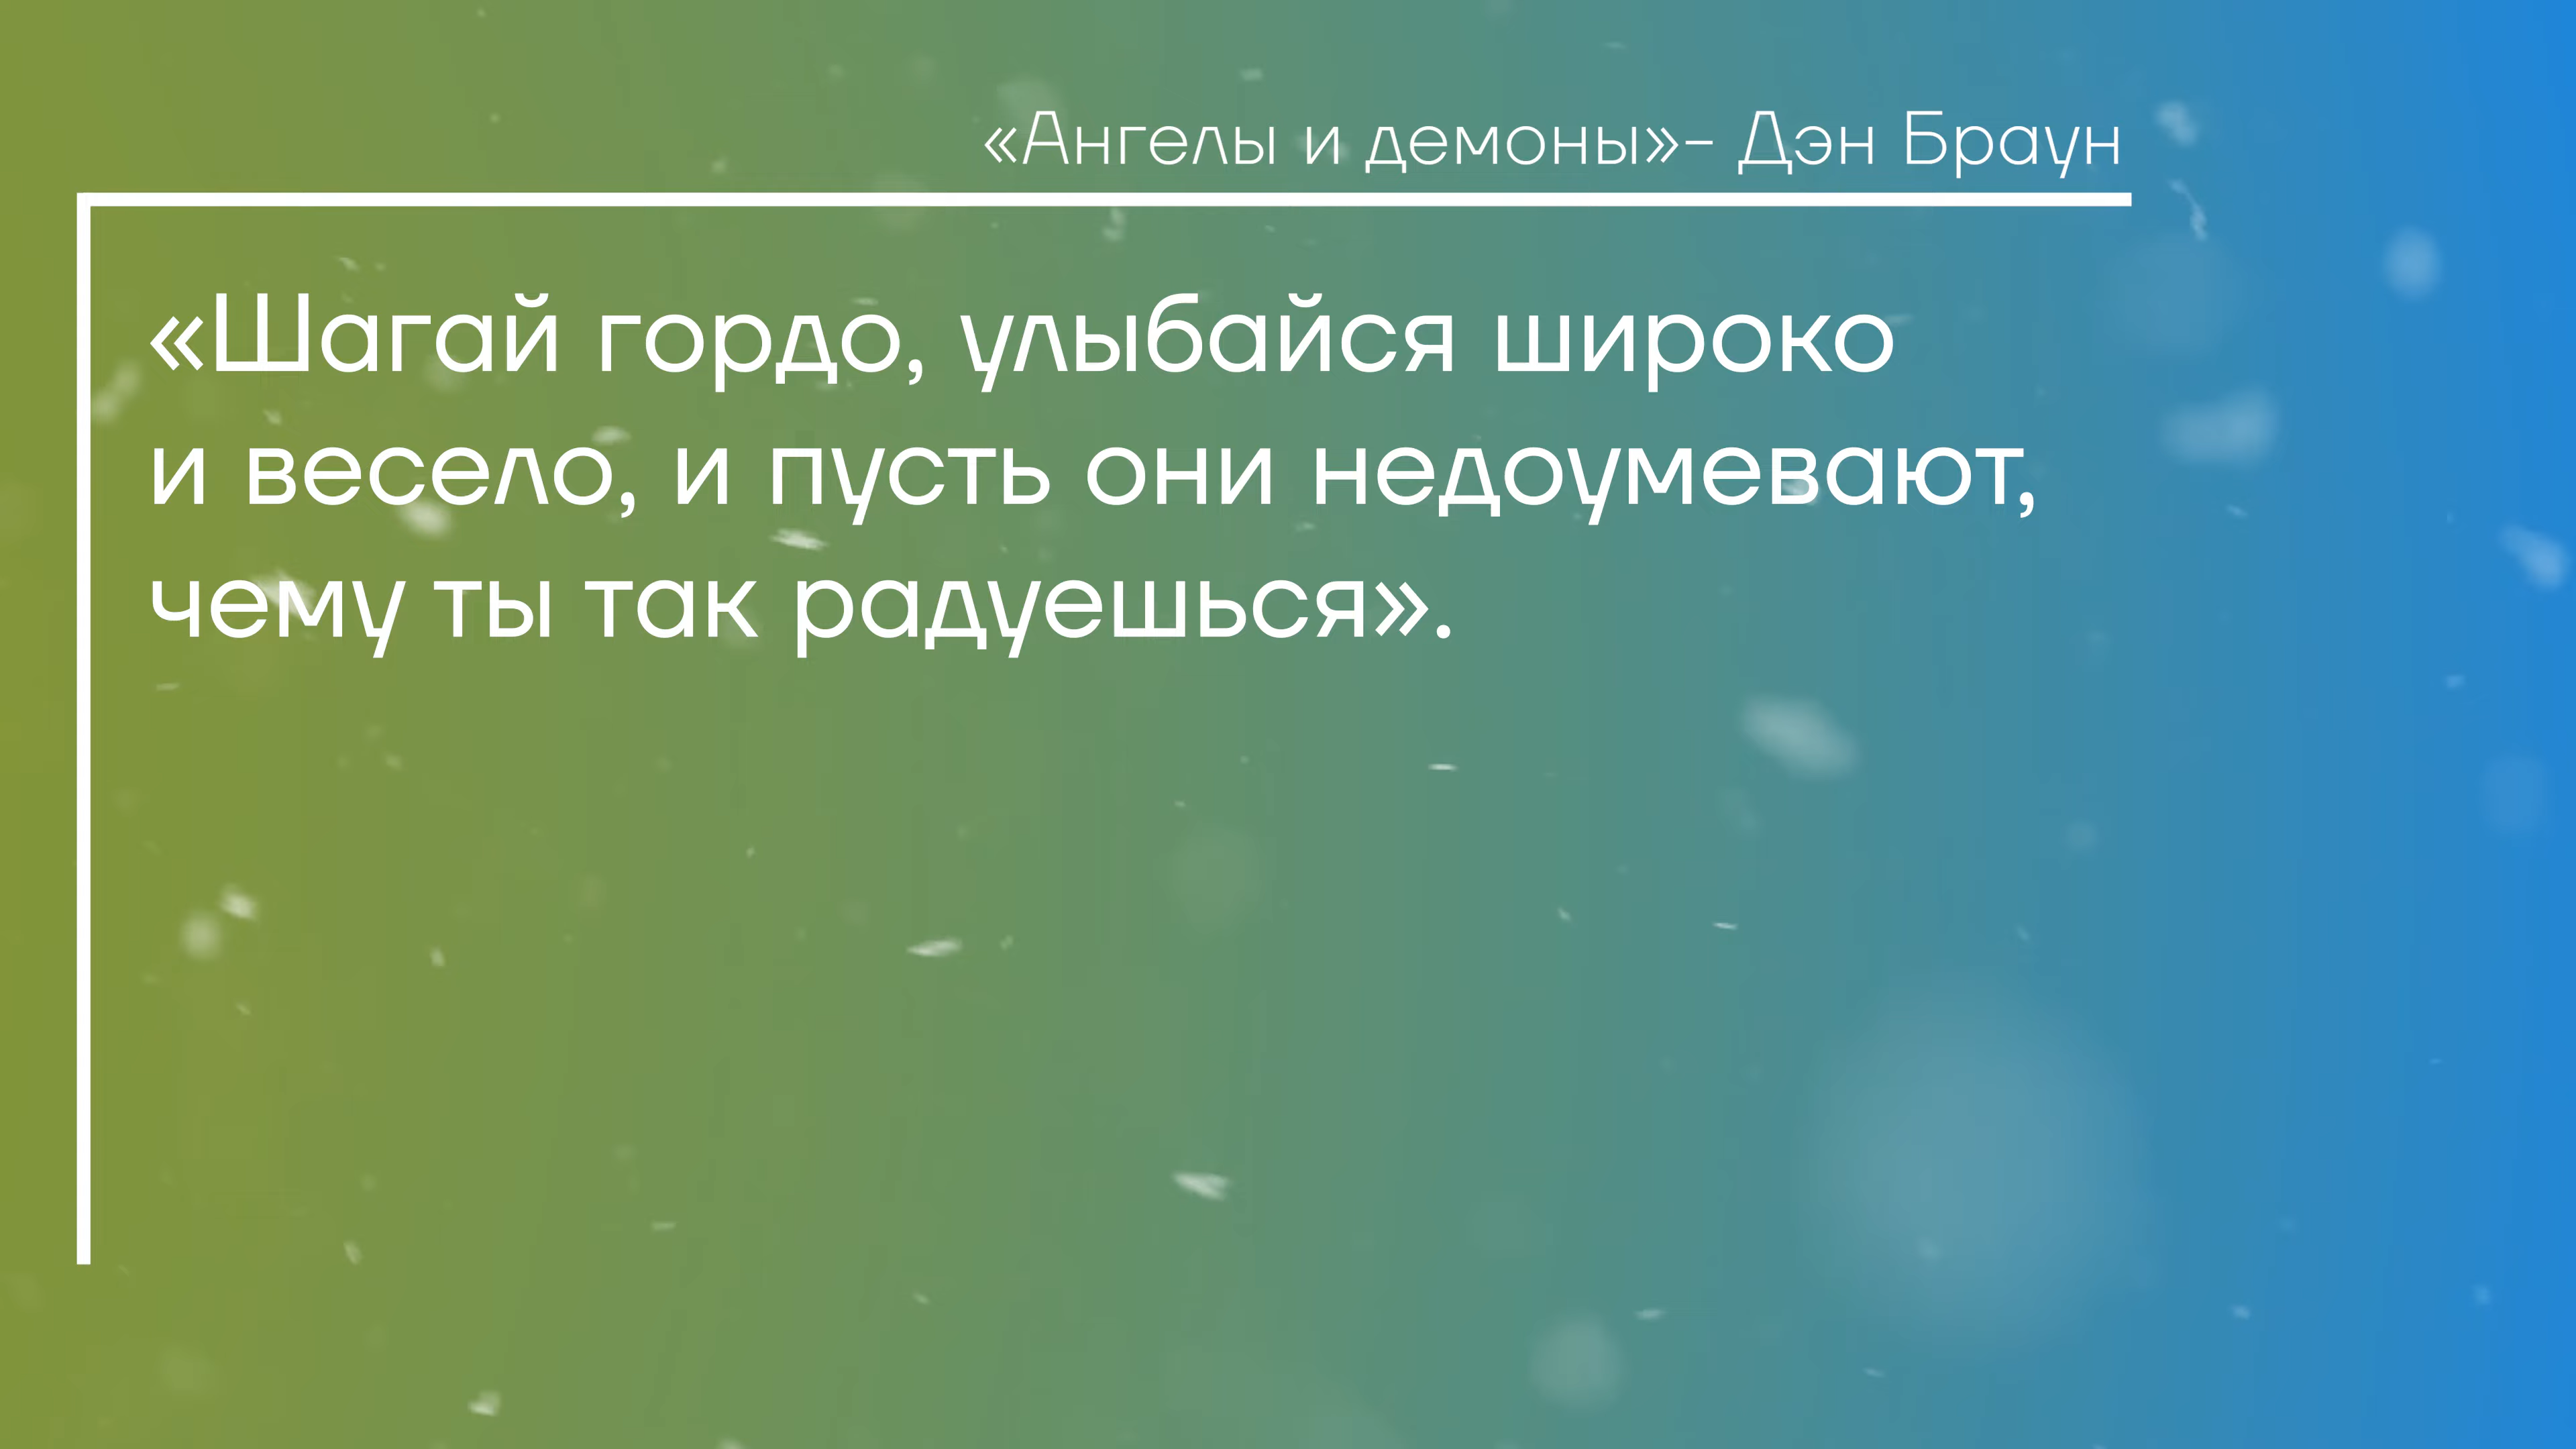 «Ангелы и демоны»- Дэн Браун
«Шагай гордо, улыбайся широко
и весело, и пусть они недоумевают,
чему ты так радуешься».